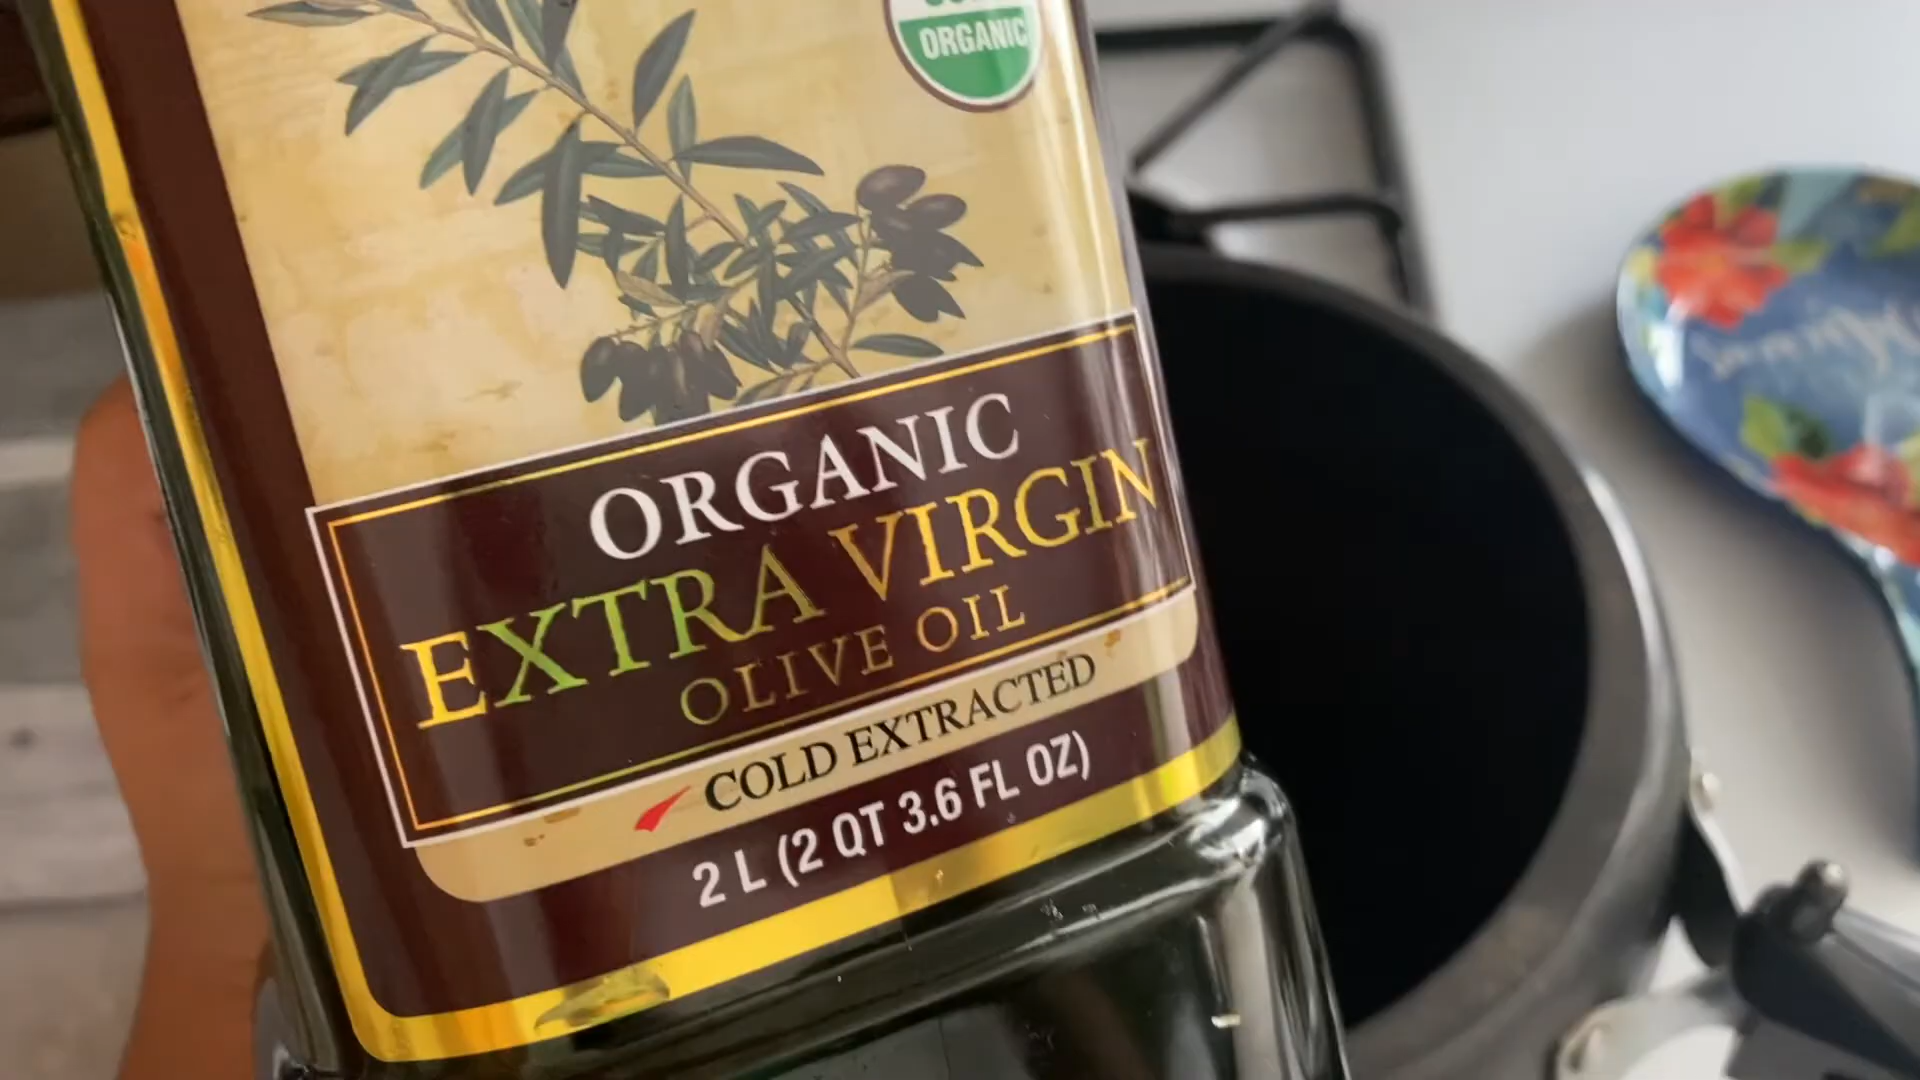 ORGANIC
ORGANIC
EXTRA VIRGIN
OLIVE OIL
COLD EXTRACTED
2 L (2 QT 3.6 FL OZ)